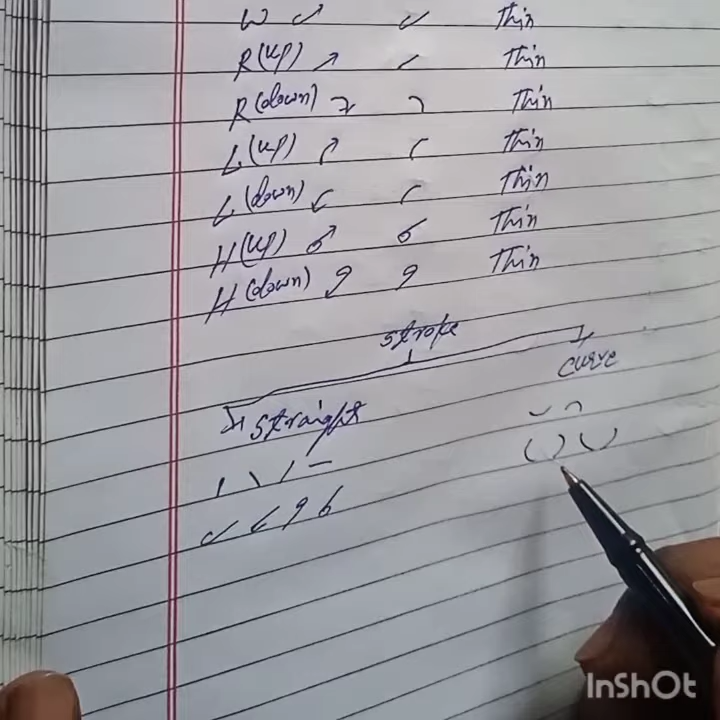 W Thin
R(up) Thin
R(down) Thin
L(up) Thin
L(down) Thin
H(up) Thin
H(down) Thin
stroke
straight curve
InShOt